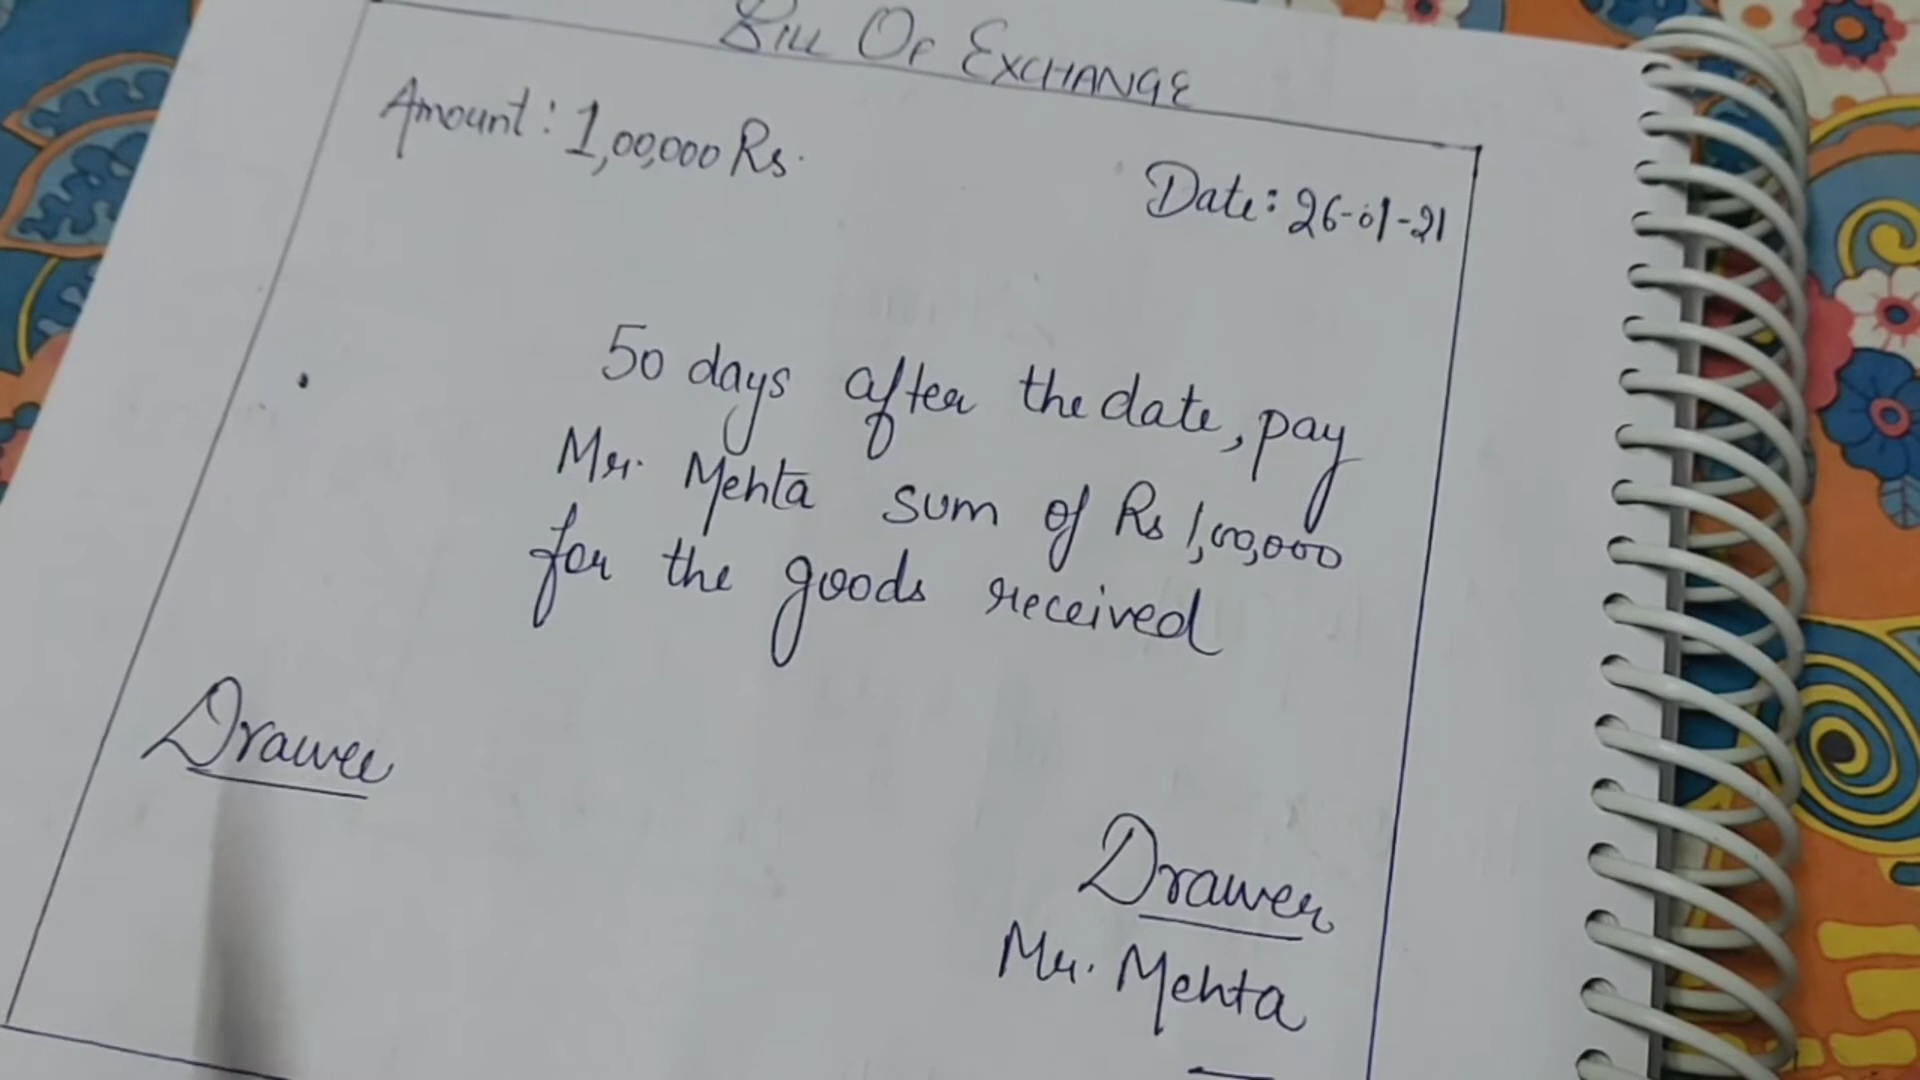 BILL OF EXCHANGE
Amount: 1,00,000 Rs.
Date: 26-01-21
50 days after the date, pay
Mr. Mehta sum of Rs 1,00,000
for the goods received
Drawee
Drawer
Mr. Mehta